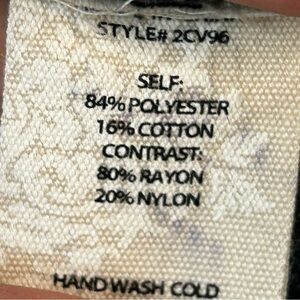 STYLE# 2CV96
SELF:
84% POLYESTER
16% COTTON
CONTRAST:
80% RAYON
20% NYLON
HAND WASH COLD